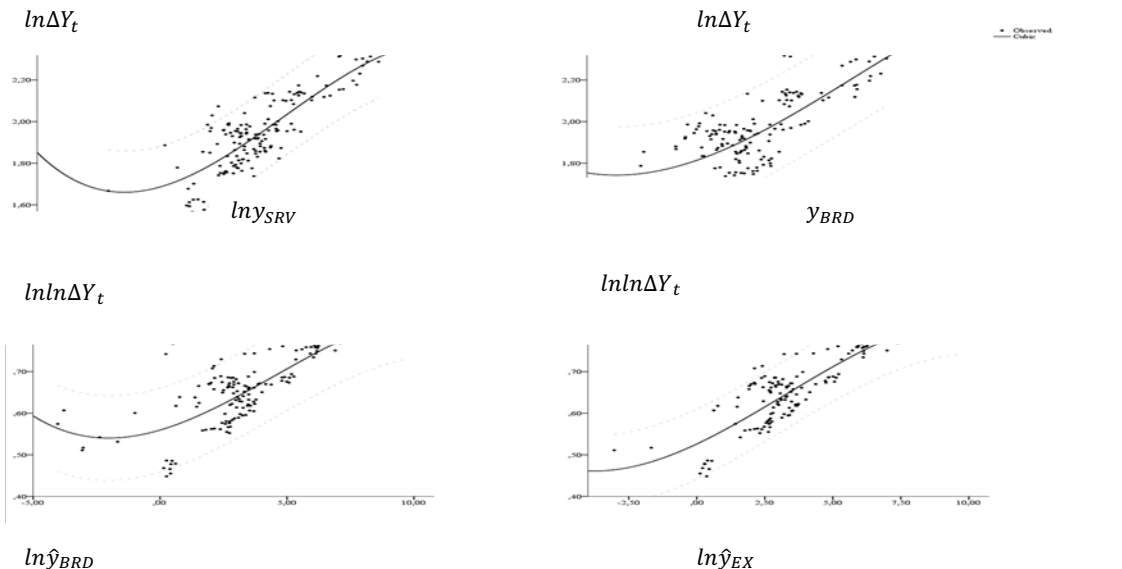 lnΔY_t
lnΔY_t
Observed
Cubic
2,20
2,00
1,80
1,60
lny_SRV
2,20
2,00
1,80
y_BRD
lnlnΔY_t
lnlnΔY_t
,70
,60
,50
,40
-5,00 ,00 5,00 10,00
,70
,60
,50
,40
-2,50 ,00 2,50 5,00 7,50 10,00
lnŷ_BRD
lnŷ_EX